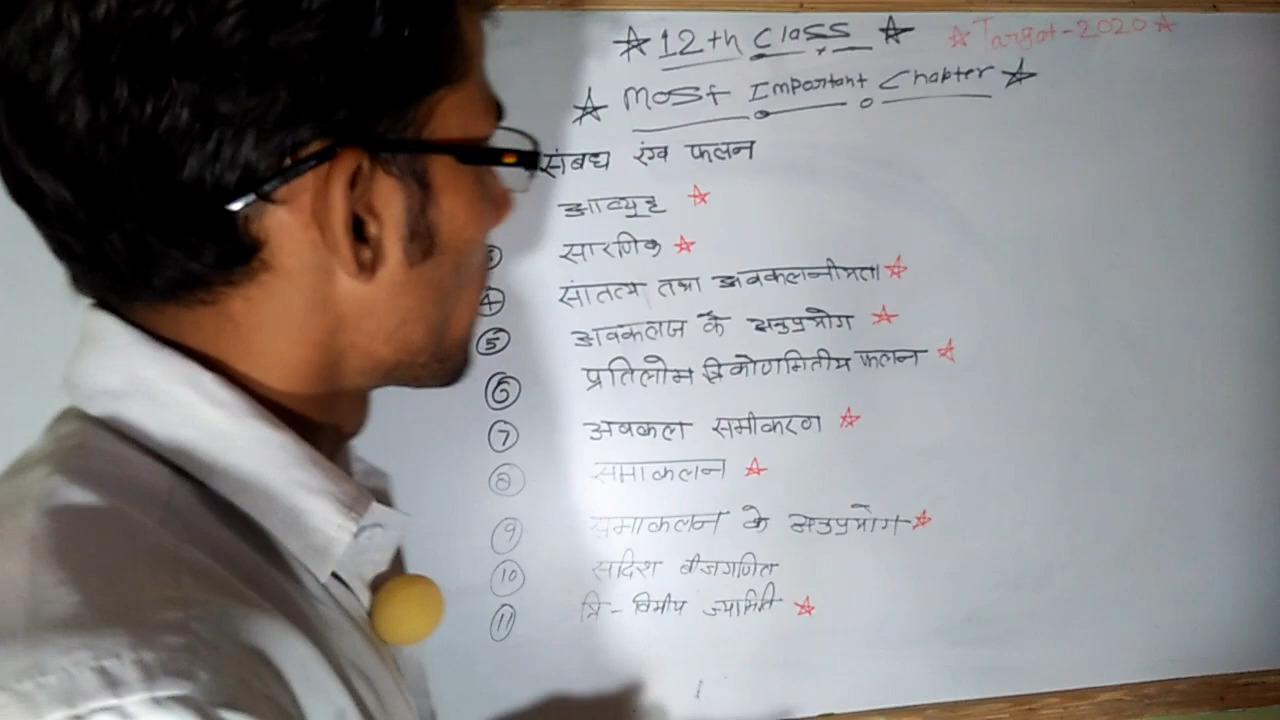 12th Class Target-2020
Most Important Chapter
संबध एंव फलन
आव्यूह
3 सारणिक
4 सांतत्य तथा अवकलनीयता
5 अवकलज के अनुप्रयोग
6 प्रतिलोम त्रिकोणमितीय फलन
7 अवकल समीकरण
8 समाकलन
9 समाकलन के अनुप्रयोग
10 सदिश बीजगणित
11 त्रि-विमीय ज्यामिती